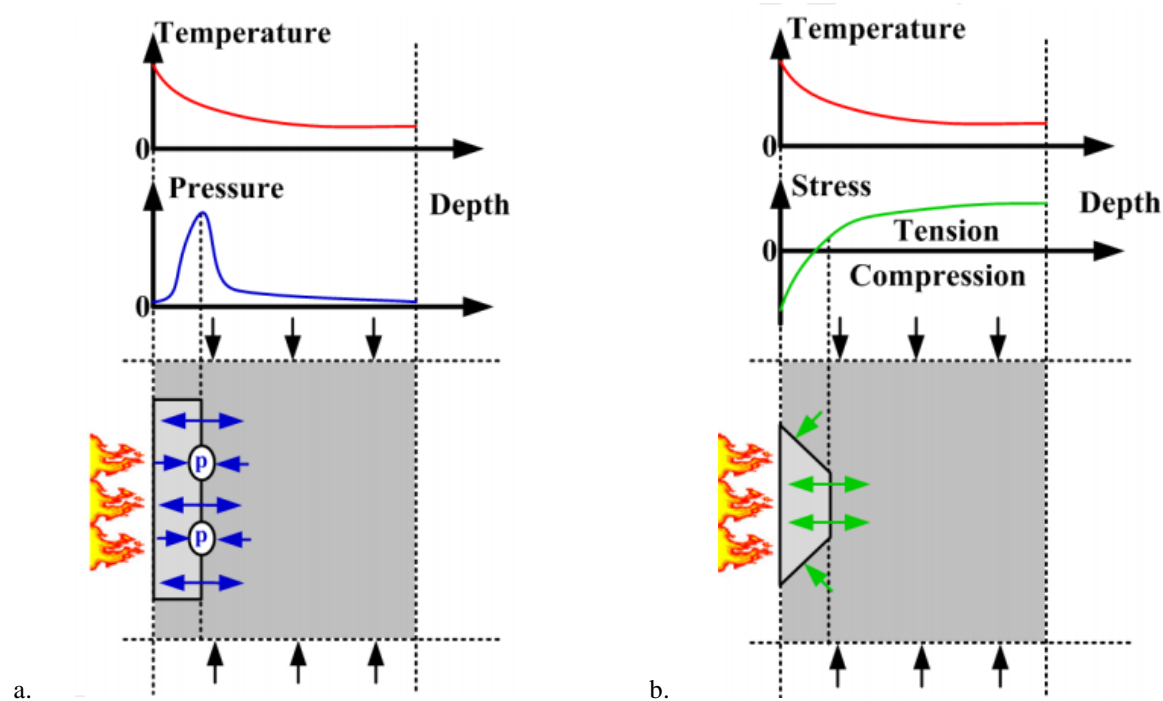 Temperature
0
Pressure
Depth
0
p
p
a.
Temperature
0
Stress
Depth
Tension
0
Compression
b.